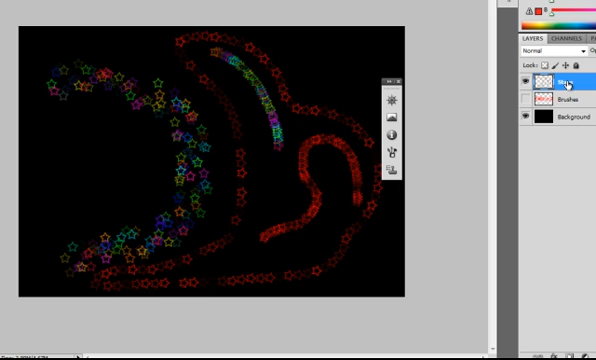 LAYERS CHANNELS
Normal
Lock:
Brushes
Background